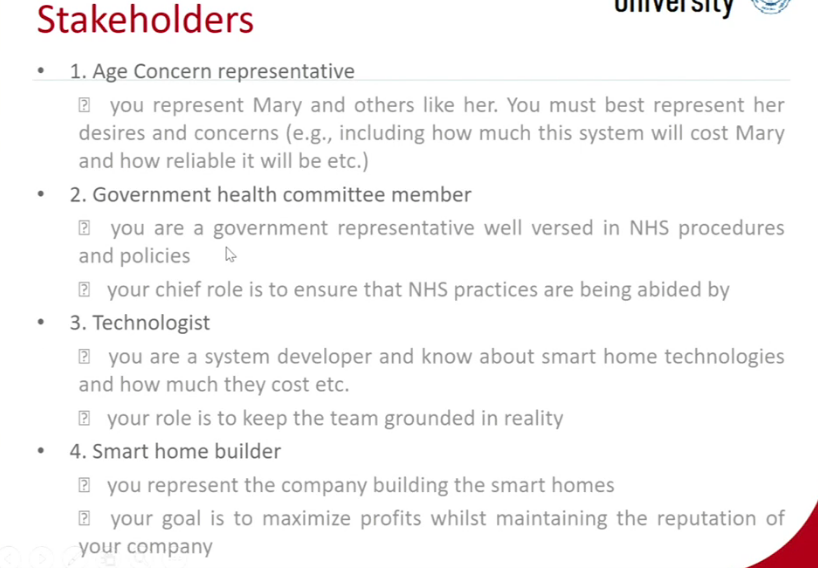 University
Stakeholders
• 1. Age Concern representative
you represent Mary and others like her. You must best represent her
desires and concerns (e.g., including how much this system will cost Mary
and how reliable it will be etc.)
• 2. Government health committee member
you are a government representative well versed in NHS procedures
and policies
your chief role is to ensure that NHS practices are being abided by
• 3. Technologist
you are a system developer and know about smart home technologies
and how much they cost etc.
your role is to keep the team grounded in reality
• 4. Smart home builder
you represent the company building the smart homes
your goal is to maximize profits whilst maintaining the reputation of
your company